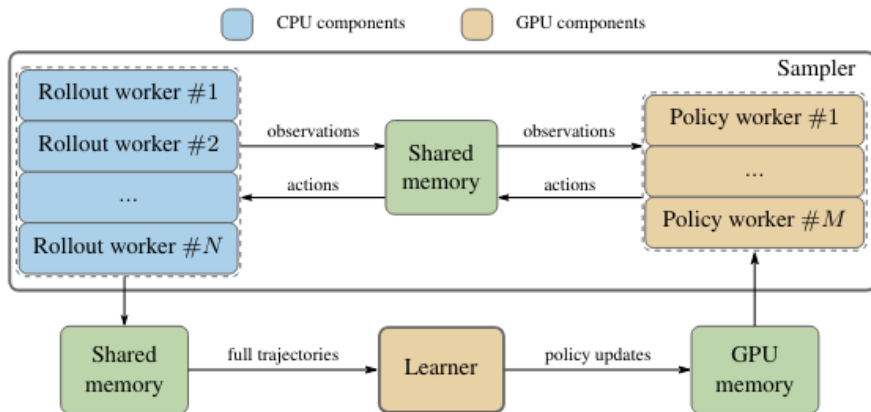 CPU components
GPU components
Sampler
Rollout worker #1
Rollout worker #2
...
Rollout worker #N
observations
actions
Shared
memory
observations
actions
Policy worker #1
...
Policy worker #M
Shared
memory
full trajectories
Learner
policy updates
GPU
memory